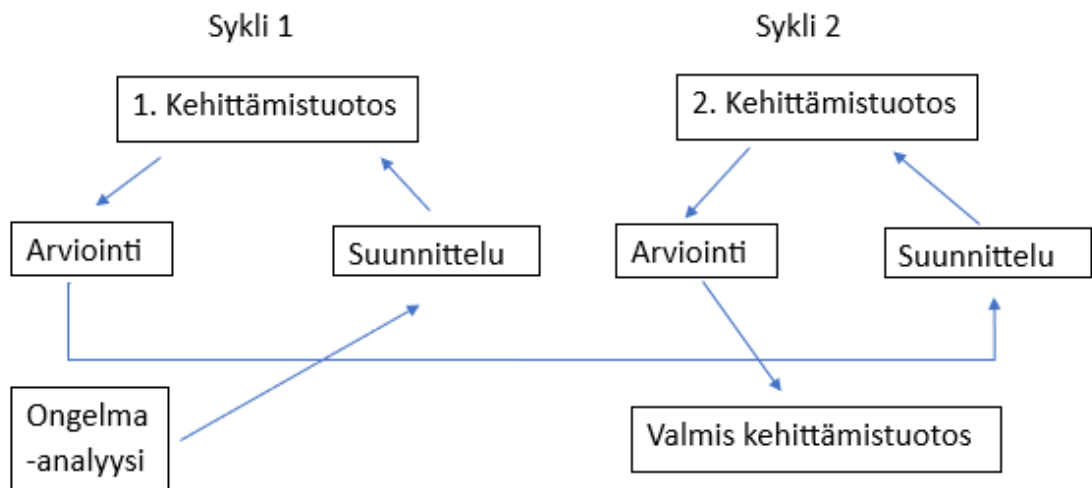 Sykli 1
Sykli 2
1. Kehittämistuotos
2. Kehittämistuotos
Arviointi
Suunnittelu
Arviointi
Suunnittelu
Ongelma
-analyysi
Valmis kehittämistuotos